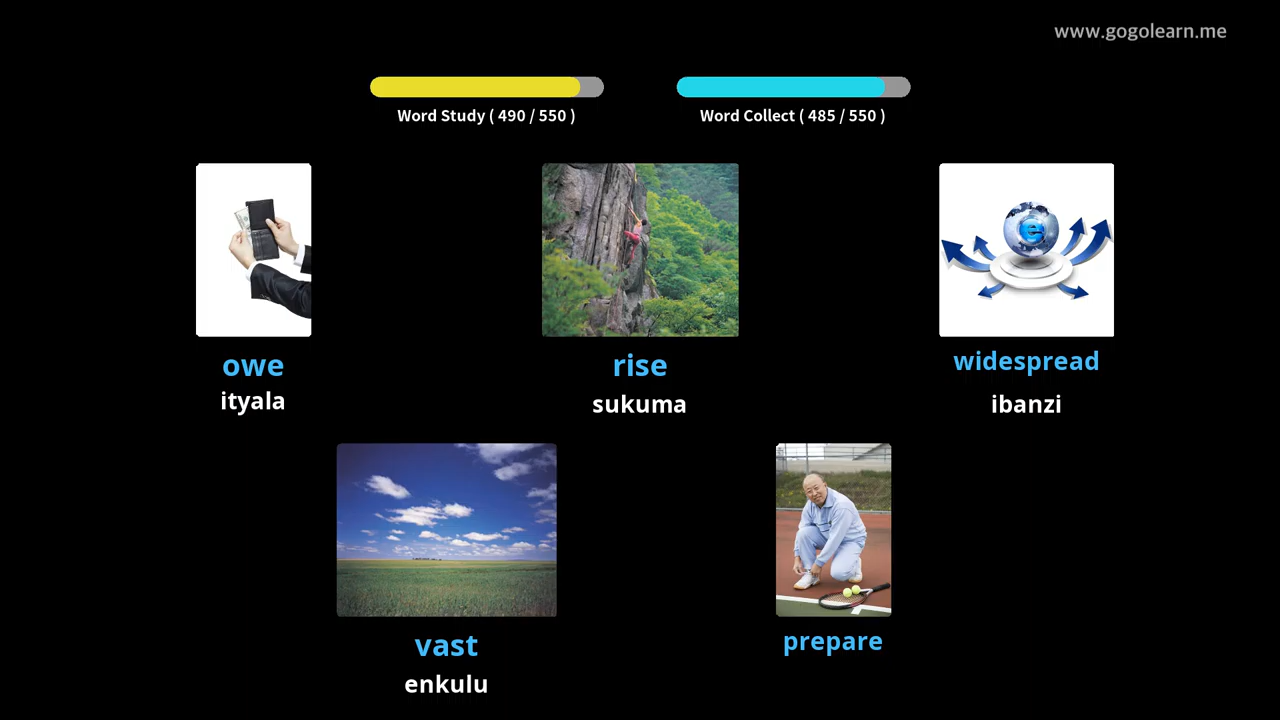 www.gogolearn.me
Word Study ( 490 / 550 )
Word Collect ( 485 / 550 )
owe
ityala
rise
sukuma
widespread
ibanzi
vast
enkulu
prepare